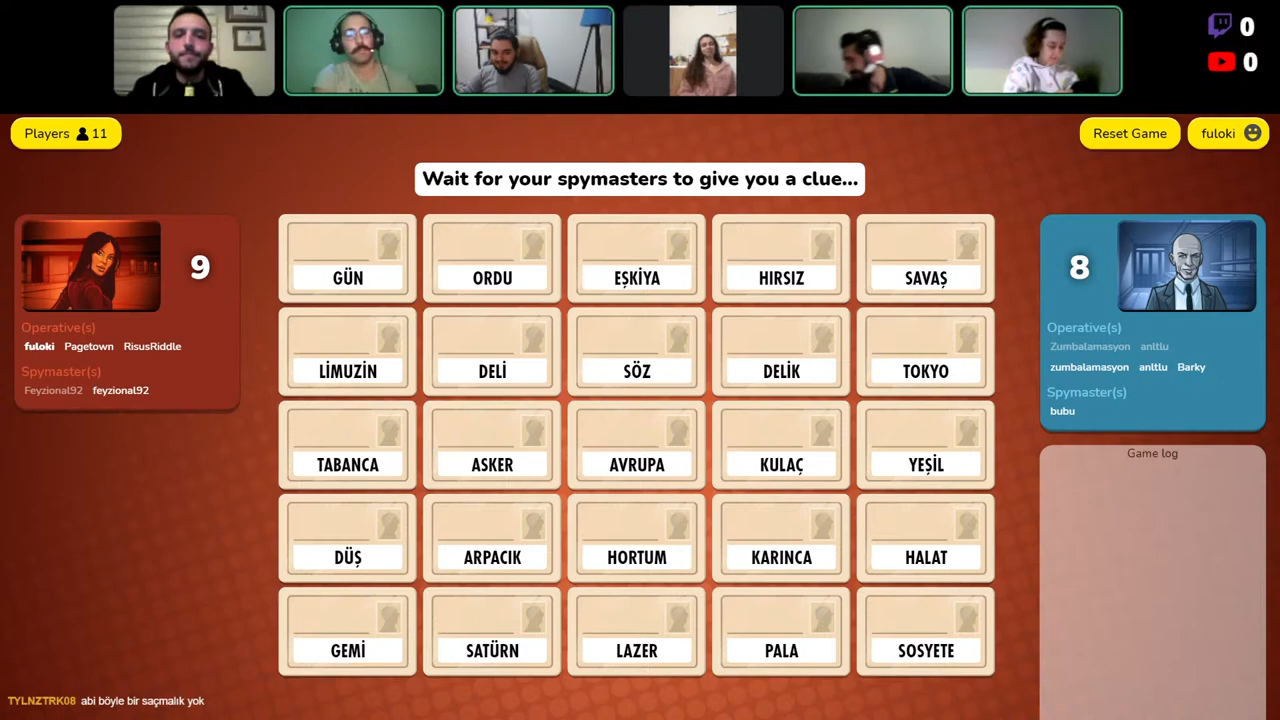 0
0
Players 11
Reset Game
fuloki
Wait for your spymasters to give you a clue...
9
Operative(s)
fuloki Pagetown RisusRiddle
Spymaster(s)
Feyzional92 feyzional92
8
Operative(s)
Zumbalamasyon anltlu
zumbalamasyon anltlu Barky
Spymaster(s)
bubu
Game log
GÜN ORDU EŞKİYA HIRSIZ SAVAŞ
LİMUZİN DELİ SÖZ DELİK TOKYO
TABANCA ASKER AVRUPA KULAÇ YEŞİL
DÜŞ ARPACIK HORTUM KARINCA HALAT
GEMİ SATÜRN LAZER PALA SOSYETE
TYLNZTRK08 abi böyle bir saçmalık yok